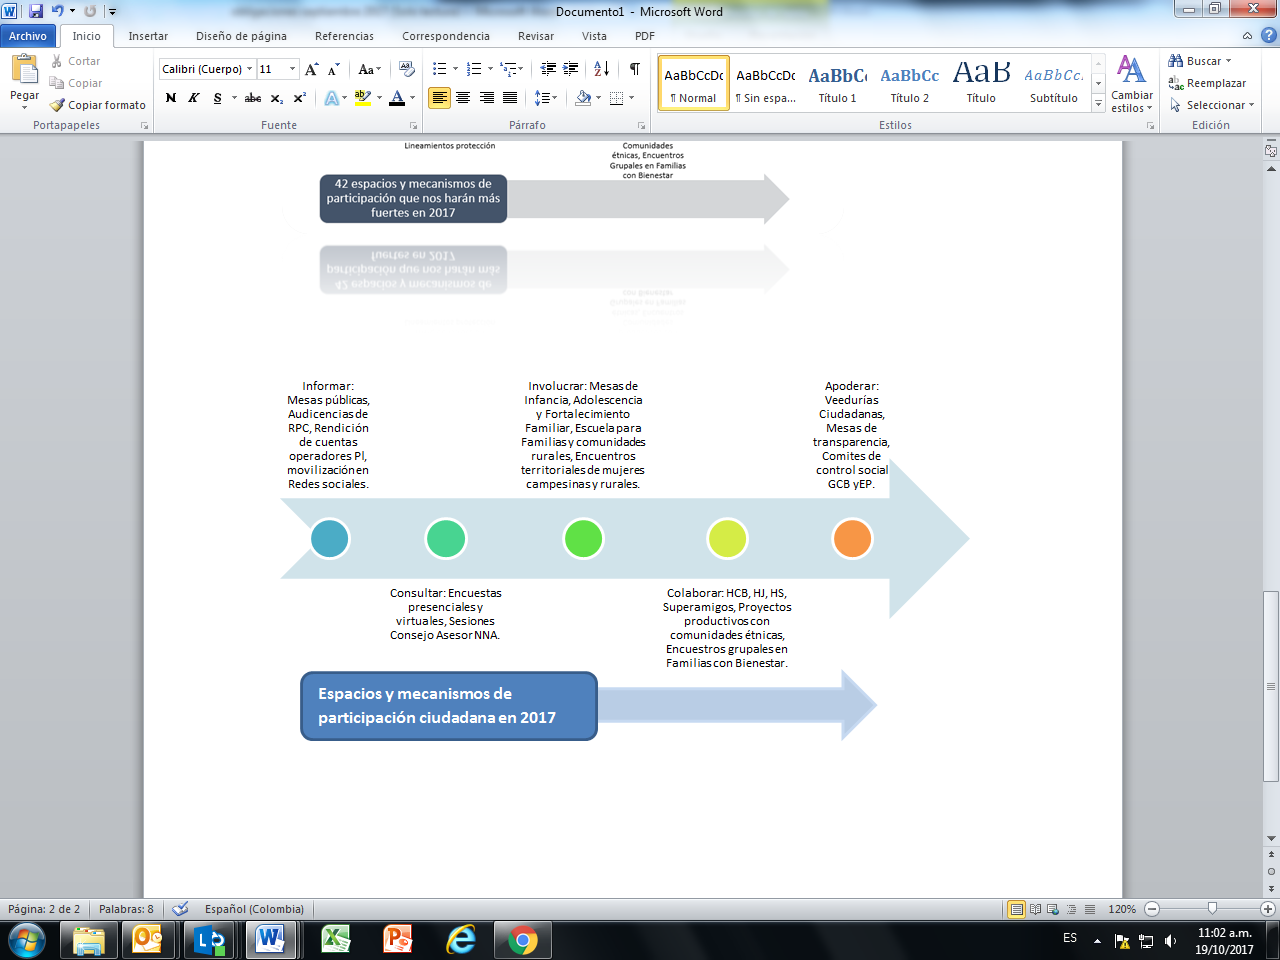 Documento1 - Microsoft Word
Archivo
Inicio
Insertar
Diseño de página
Referencias
Correspondencia
Revisar
Vista
PDF
Pegar
Cortar
Copiar
Copiar formato
Portapapeles
Calibri (Cuerpo)
11
Fuente
Párrafo
AaBbCcDc
¶ Normal
AaBbCcDc
¶ Sin espa...
AaBbC
Título 1
AaBbCc
Título 2
AaB
Título
AaBbCc.
Subtítulo
Estilos
Cambiar
estilos
Buscar
Reemplazar
Seleccionar
Edición
Lineamientos protección
Comunidades
étnicas, Encuentros
Grupales en Familias
con Bienestar
42 espacios y mecanismos de
participación que nos harán más
fuertes en 2017
Informar:
Mesas públicas,
Audicencias de
RPC, Rendición
de cuentas
operadores PI,
movilización en
Redes sociales.
Involucrar: Mesas de
Infancia, Adolescencia
y Fortalecimiento
Familiar, Escuela para
Familias y comunidades
rurales, Encuentros
territoriales de mujeres
campesinas y rurales.
Apoderar:
Veedurías
Ciudadanas,
Mesas de
transparencia,
Comites de
control social
GCB yEP.
Consultar: Encuestas
presenciales y
virtuales, Sesiones
Consejo Asesor NNA.
Colaborar: HCB, HJ, HS,
Superamigos, Proyectos
productivos con
comunidades étnicas,
Encuestros grupales en
Familias con Bienestar.
Espacios y mecanismos de
participación ciudadana en 2017
Página: 2 de 2
Palabras: 8
Español (Colombia)
120%
ES
11:02 a.m.
19/10/2017